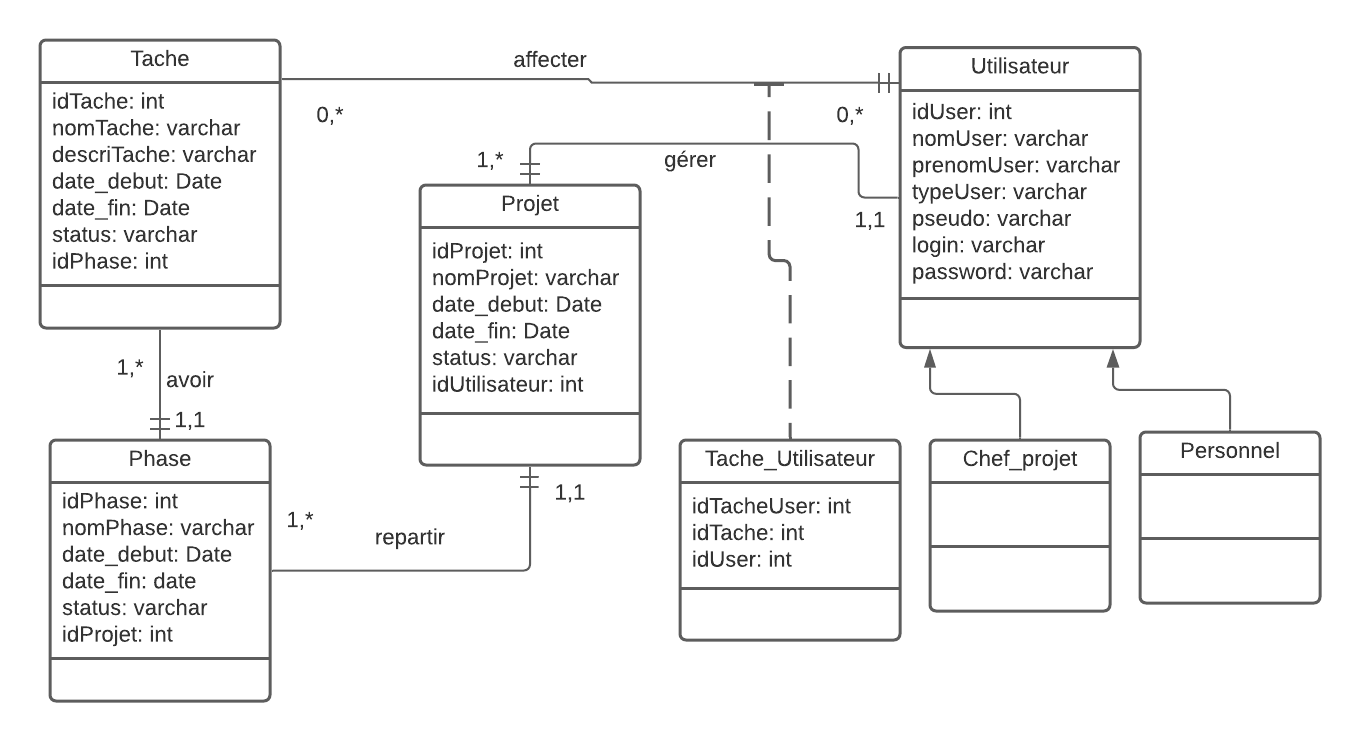 Tache
idTache: int
nomTache: varchar
descriTache: varchar
date_debut: Date
date_fin: Date
status: varchar
idPhase: int
affecter
0,*
0,*
Utilisateur
idUser: int
nomUser: varchar
prenomUser: varchar
typeUser: varchar
pseudo: varchar
login: varchar
password: varchar
1,*
gérer
1,1
Projet
idProjet: int
nomProjet: varchar
date_debut: Date
date_fin: Date
status: varchar
idUtilisateur: int
1,*
avoir
1,1
Phase
idPhase: int
nomPhase: varchar
date_debut: Date
date_fin: date
status: varchar
idProjet: int
1,*
repartir
1,1
Tache_Utilisateur
idTacheUser: int
idTache: int
idUser: int
Chef_projet
Personnel